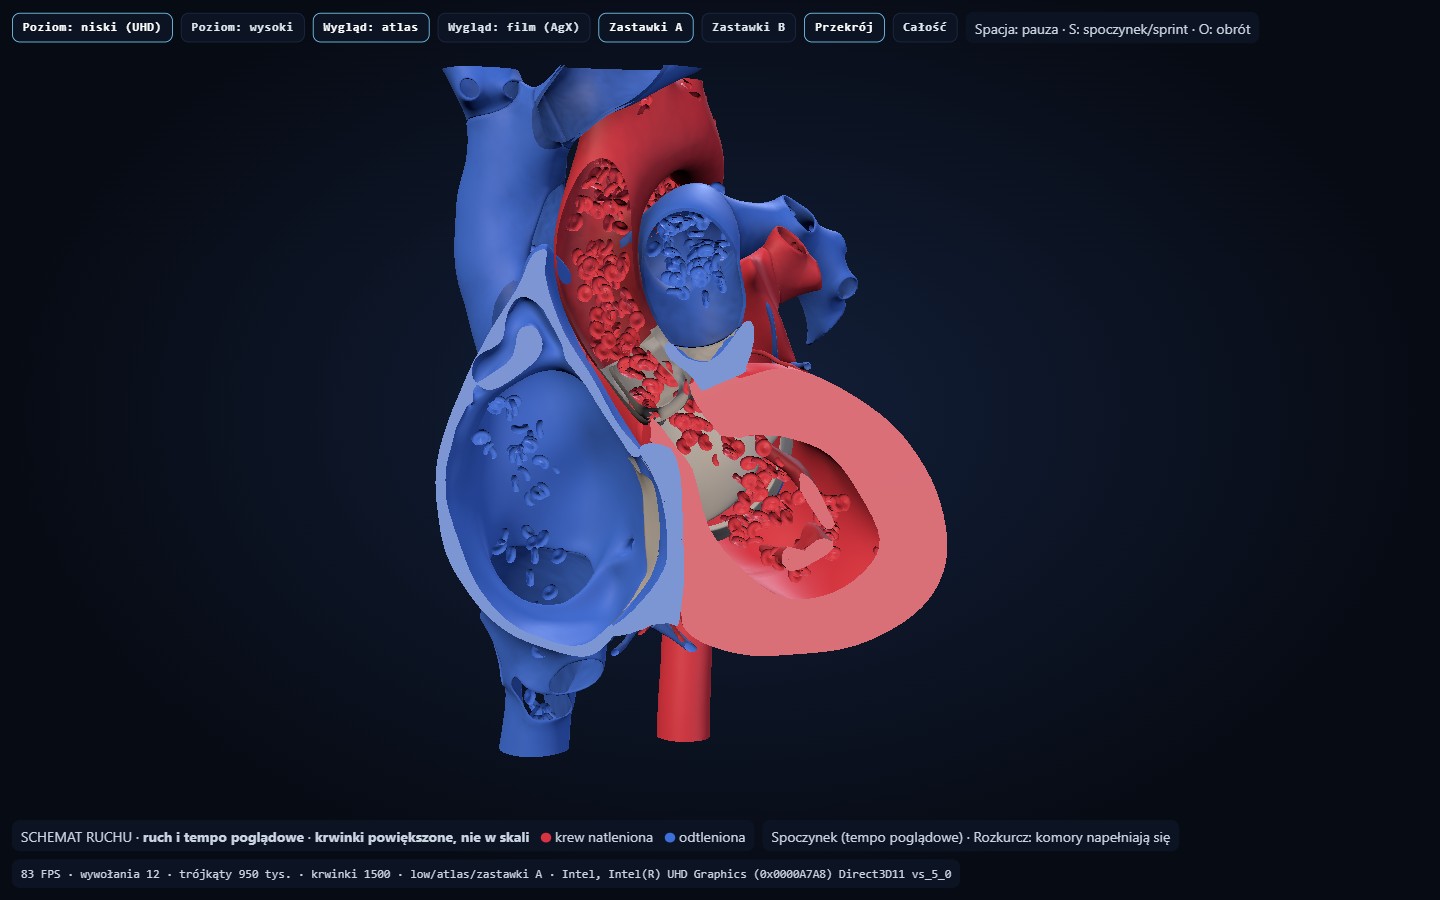 Poziom: niski (UHD) Poziom: wysoki Wygląd: atlas Wygląd: film (AgX) Zastawki A Zastawki B Przekrój Całość Spacja: pauza · S: spoczynek/sprint · O: obrót
SCHEMAT RUCHU · ruch i tempo poglądowe · krwinki powiększone, nie w skali krew natleniona odtleniona Spoczynek (tempo poglądowe) · Rozkurcz: komory napełniają się
83 FPS · wywołania 12 · trójkąty 950 tys. · krwinki 1500 · low/atlas/zastawki A · Intel, Intel(R) UHD Graphics (0x0000A7A8) Direct3D11 vs_5_0